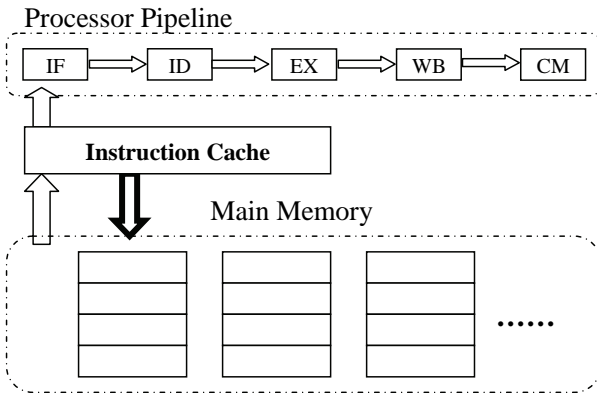 Processor Pipeline
IF ID EX WB CM
Instruction Cache
Main Memory
......